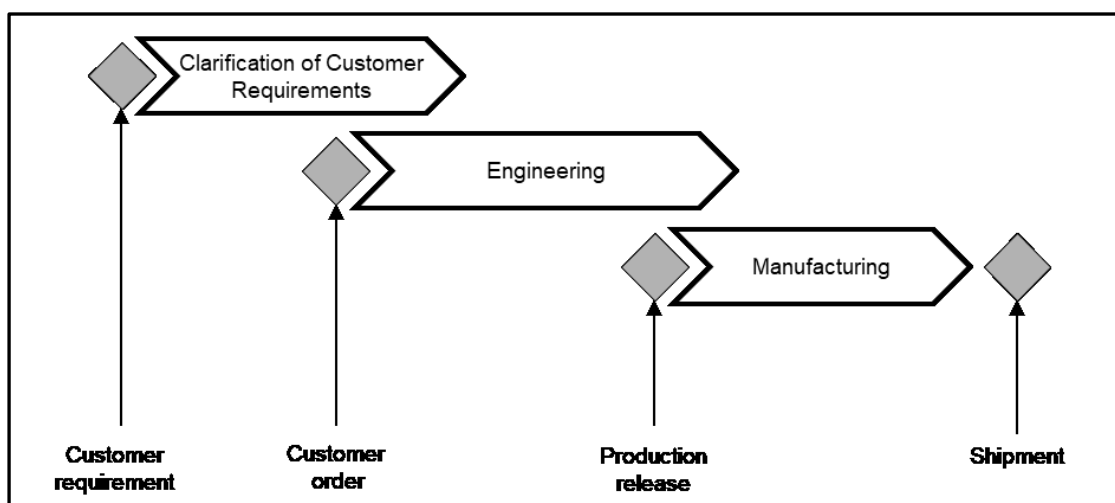 Clarification of Customer
Requirements
Engineering
Manufacturing
Customer
requirement
Customer
order
Production
release
Shipment